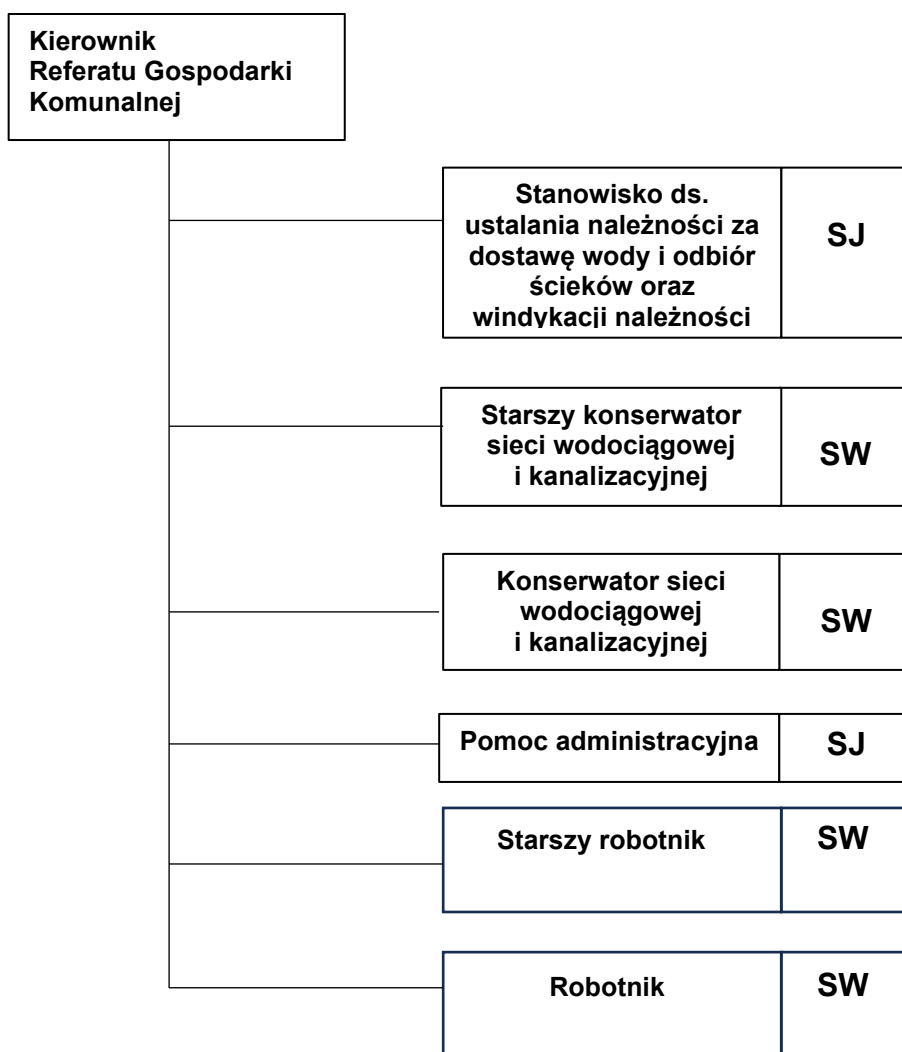 Kierownik
Referatu Gospodarki
Komunalnej
Stanowisko ds.
ustalania należności za
dostawę wody i odbiór
ścieków oraz
windykacji należności
SJ
Starszy konserwator
sieci wodociągowej
i kanalizacyjnej
SW
Konserwator sieci
wodociągowej
i kanalizacyjnej
SW
Pomoc administracyjna
SJ
Starszy robotnik
SW
Robotnik
SW